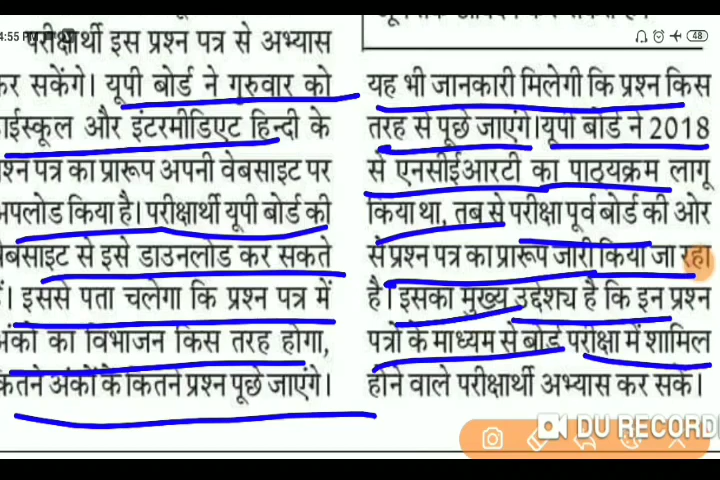 4:55 PM
48
परीक्षार्थी इस प्रश्न पत्र से अभ्यास
कर सकेंगे। यूपी बोर्ड ने गुरुवार को
हाईस्कूल और इंटरमीडिएट हिन्दी के
प्रश्न पत्र का प्रारूप अपनी वेबसाइट पर
अपलोड किया है। परीक्षार्थी यूपी बोर्ड की
वेबसाइट से इसे डाउनलोड कर सकते
हैं। इससे पता चलेगा कि प्रश्न पत्र में
अंकों का विभाजन किस तरह होगा,
कितने अंकों के कितने प्रश्न पूछे जाएंगे।
यह भी जानकारी मिलेगी कि प्रश्न किस
तरह से पूछे जाएंगे।यूपी बोर्ड ने 2018
से एनसीईआरटी का पाठ्यक्रम लागू
किया था, तब से परीक्षा पूर्व बोर्ड की ओर
से प्रश्न पत्र का प्रारूप जारी किया जा रहा
है। इसका मुख्य उद्देश्य है कि इन प्रश्न
पत्रों के माध्यम से बोर्ड परीक्षा में शामिल
होने वाले परीक्षार्थी अभ्यास कर सकें।
DU RECORD